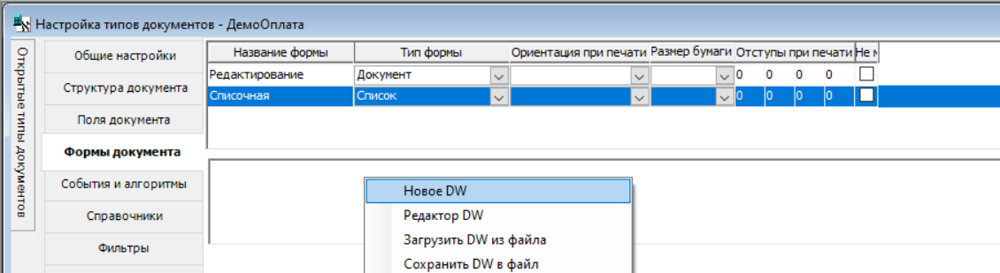 Настройка типов документов - ДемоОплата
Открытые типы документов
Общие настройки
Структура документа
Поля документа
Формы документа
События и алгоритмы
Справочники
Фильтры
Название формы Тип формы Ориентация при печати Размер бумаги Отступы при печати Не
Редактирование Документ 0 0 0 0
Списочная Список 0 0 0 0
Новое DW
Редактор DW
Загрузить DW из файла
Сохранить DW в файл